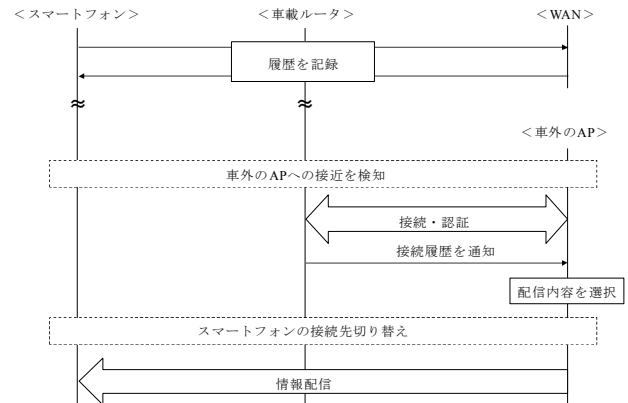 <スマートフォン>
<車載ルータ>
<WAN>
履歴を記録
<車外のAP>
車外のAPへの接近を検知
接続・認証
接続履歴を通知
配信内容を選択
スマートフォンの接続先切り替え
情報配信